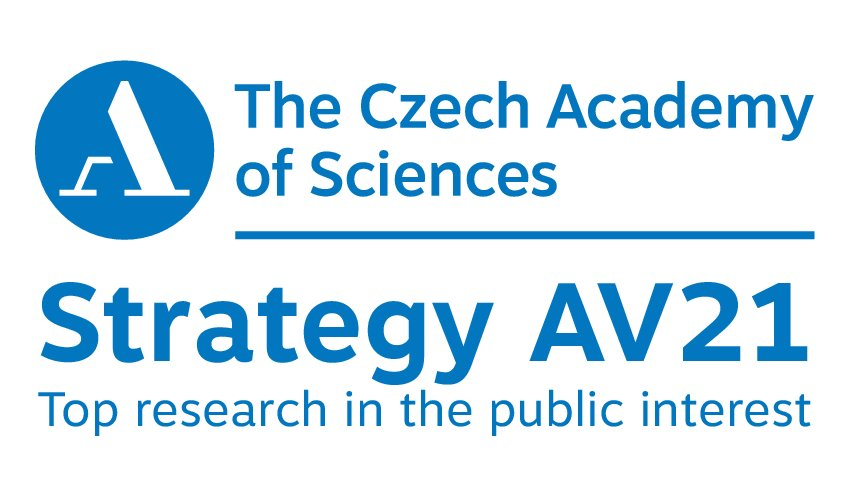 The Czech Academy
of Sciences
Strategy AV21
Top research in the public interest